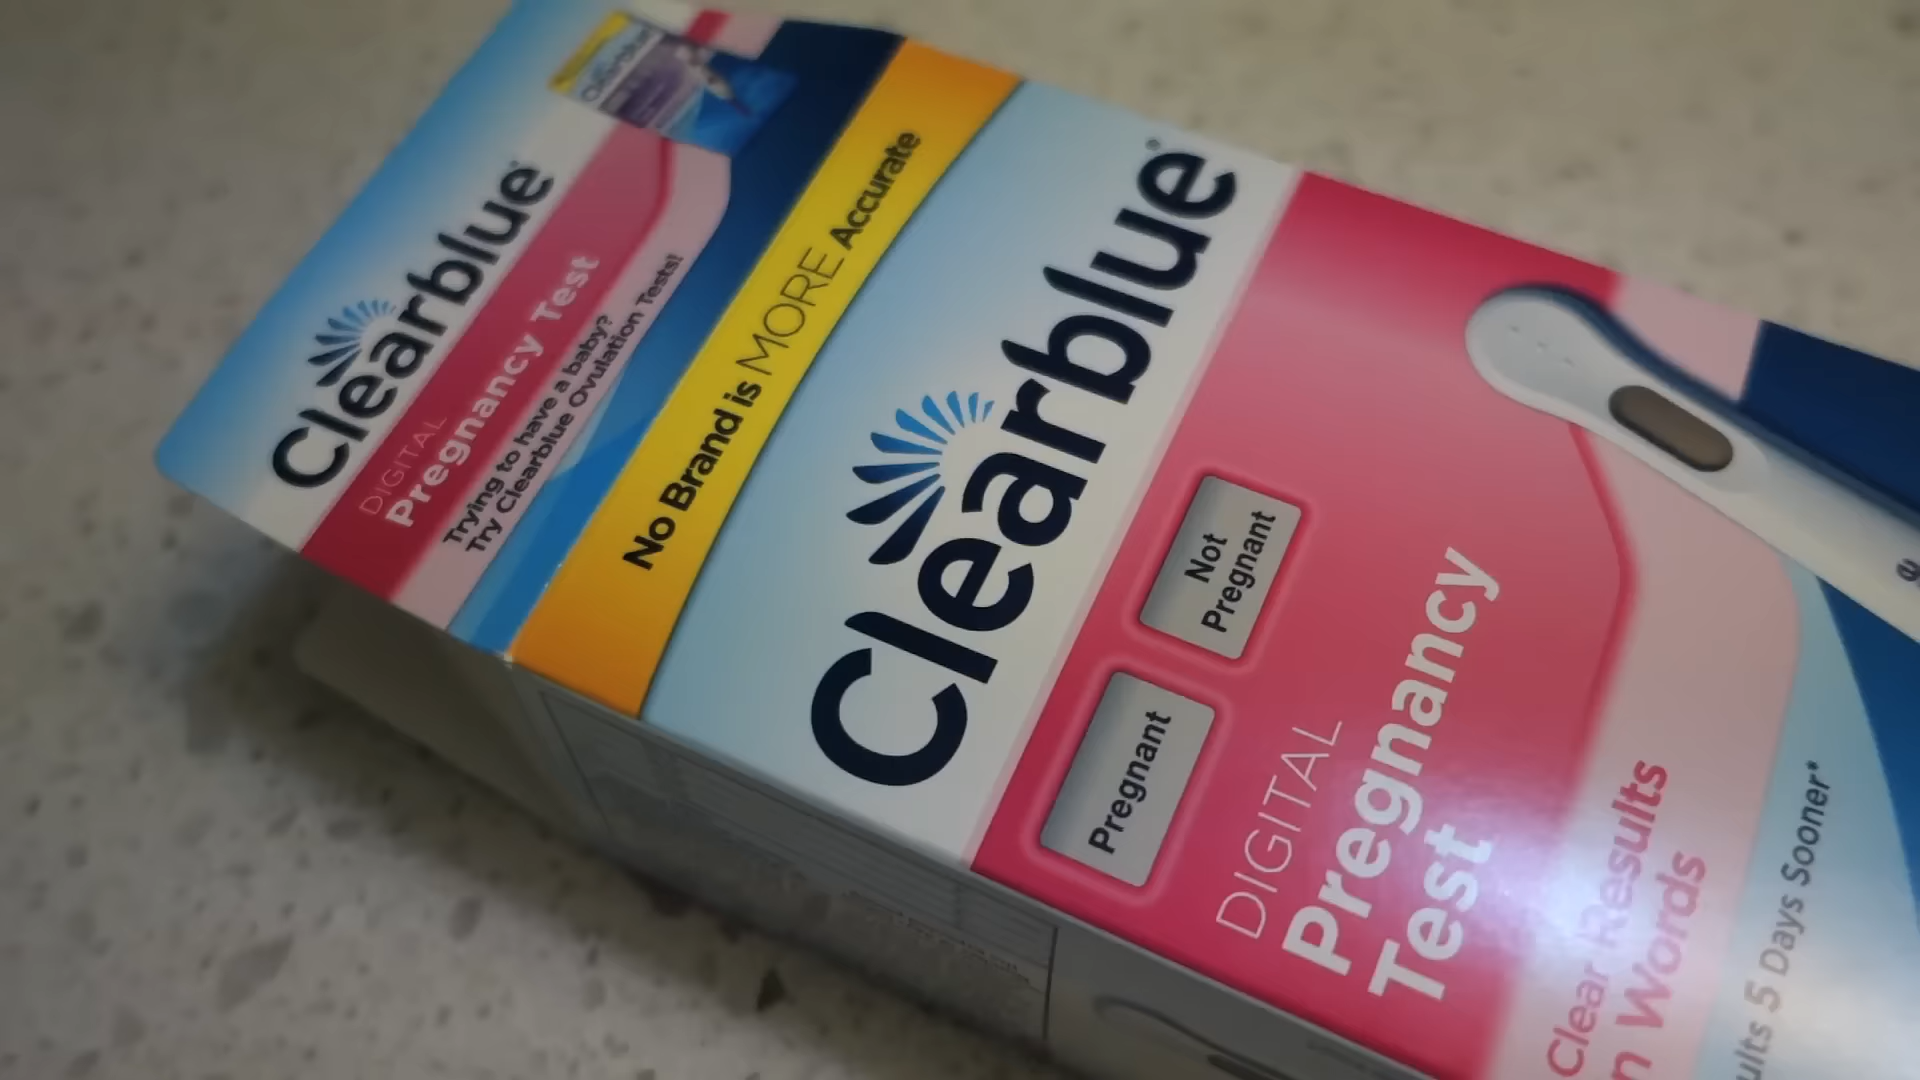 Clearblue
DIGITAL
Pregnancy Test
Trying to have a baby?
Try Clearblue Ovulation Tests!
No Brand is MORE Accurate
Clearblue
Not
Pregnant
Pregnant
DIGITAL
Pregnancy
Test
Clear Results
n Words
ults 5 Days Sooner*